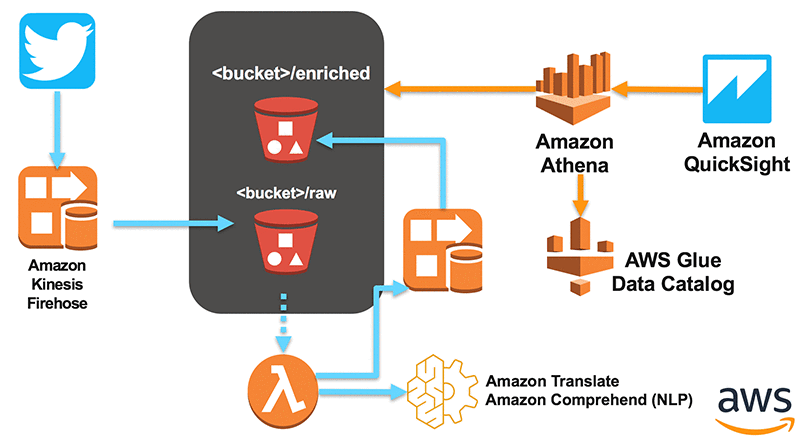 <bucket>/enriched
<bucket>/raw
Amazon
Kinesis
Firehose
Amazon
Athena
Amazon
QuickSight
AWS Glue
Data Catalog
λ
Amazon Translate
Amazon Comprehend (NLP)
aws